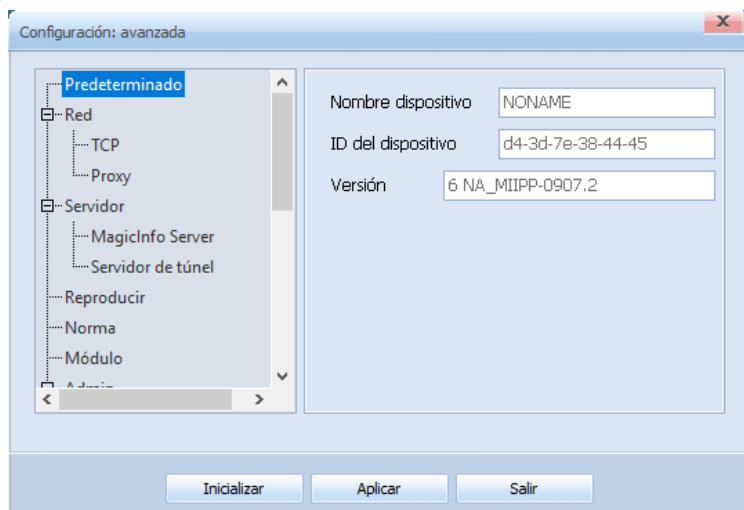 Configuración: avanzada
x
Predeterminado
Red
TCP
Proxy
Servidor
MagicInfo Server
Servidor de túnel
Reproducir
Norma
Módulo
Admin
Nombre dispositivo NONAME
ID del dispositivo d4-3d-7e-38-44-45
Versión 6 NA_MIIPP-0907.2
Inicializar Aplicar Salir